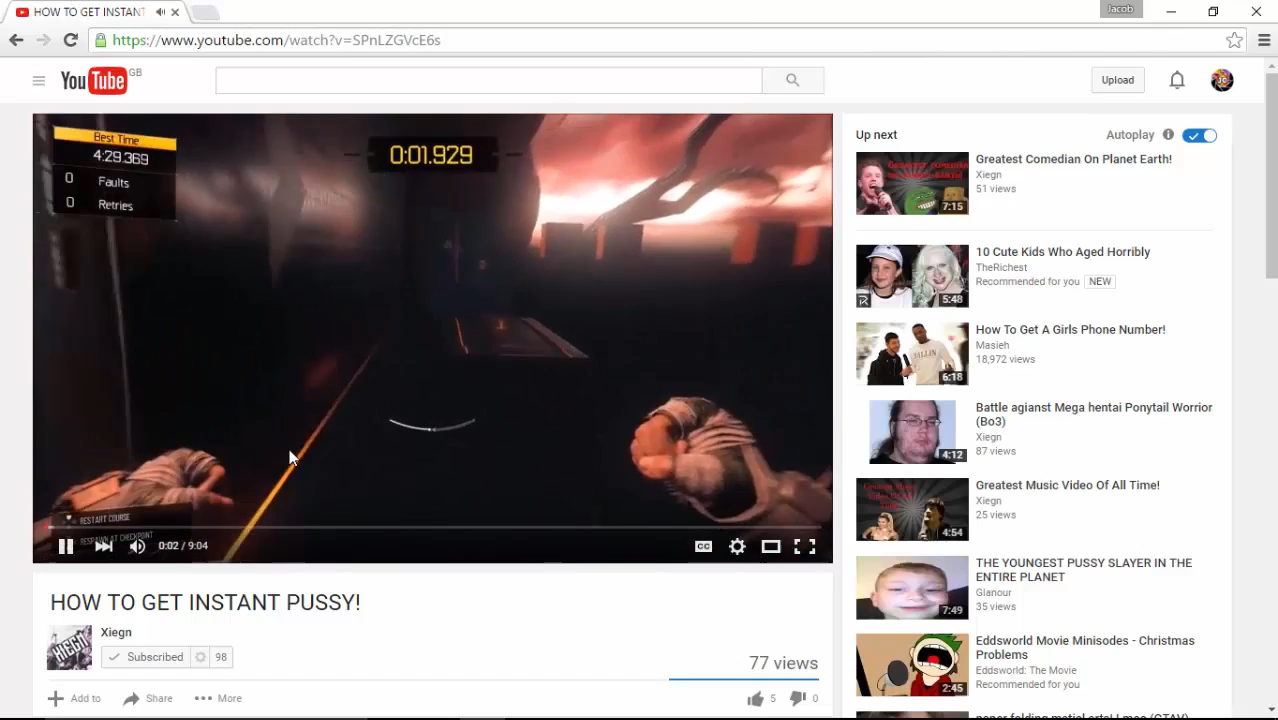 HOW TO GET INSTANT
Jacob
https://www.youtube.com/watch?v=SPnLZGVcE6s
YouTube GB
Upload
Best Time
4:29.369
0 Faults
0 Retries
0:01.929
RESTART COURSE
RESPAWN AT CHECKPOINT
0:02 / 9:04
CC
HOW TO GET INSTANT PUSSY!
XIEGN
Xiegn
Subscribed 98
77 views
Add to Share More
5 0
Up next Autoplay
Greatest Comedian On Planet Earth!
Xiegn
51 views
7:15
10 Cute Kids Who Aged Horribly
TheRichest
Recommended for you NEW
5:48
How To Get A Girls Phone Number!
Masieh
18,972 views
6:18
Battle agianst Mega hentai Ponytail Worrior
(Bo3)
Xiegn
87 views
4:12
Greatest Music Video Of All Time!
Xiegn
25 views
4:54
THE YOUNGEST PUSSY SLAYER IN THE
ENTIRE PLANET
Glanour
35 views
7:49
Eddsworld Movie Minisodes - Christmas
Problems
Eddsworld: The Movie
Recommended for you
2:45